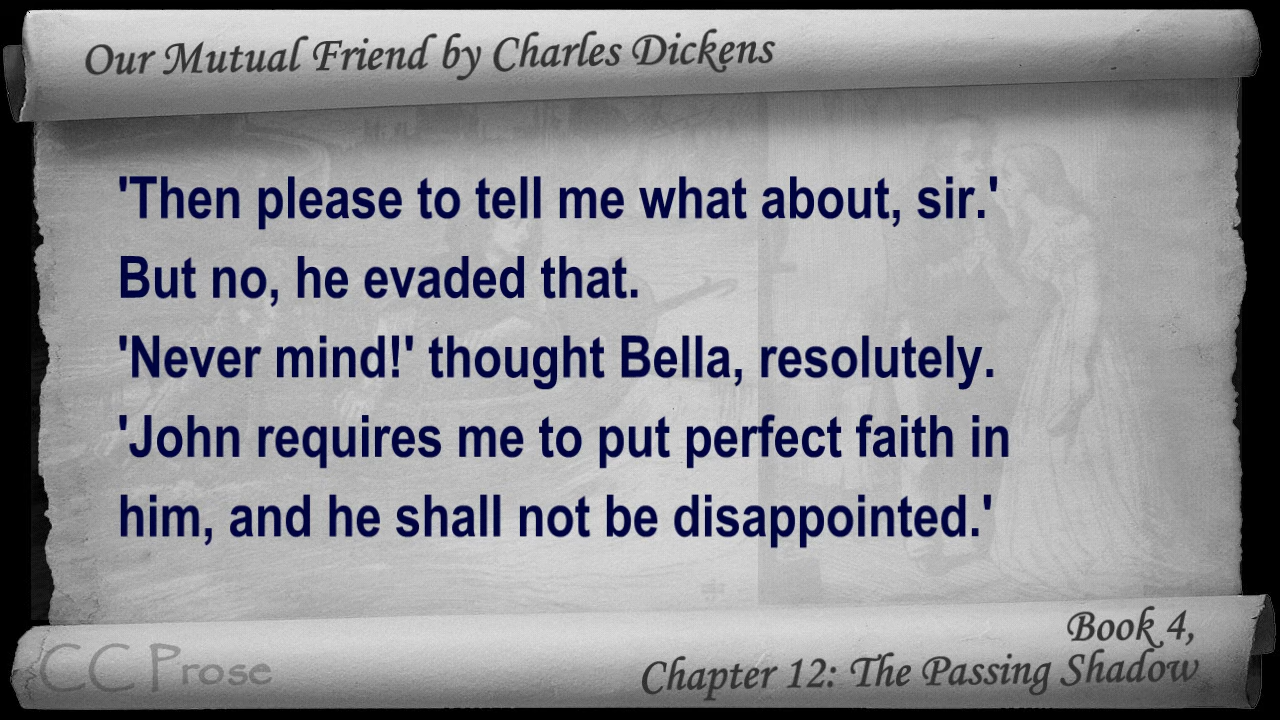 Our Mutual Friend by Charles Dickens
'Then please to tell me what about, sir.'
But no, he evaded that.
'Never mind!' thought Bella, resolutely.
'John requires me to put perfect faith in
him, and he shall not be disappointed.'
Book 4,
Chapter 12: The Passing Shadow
CC Prose